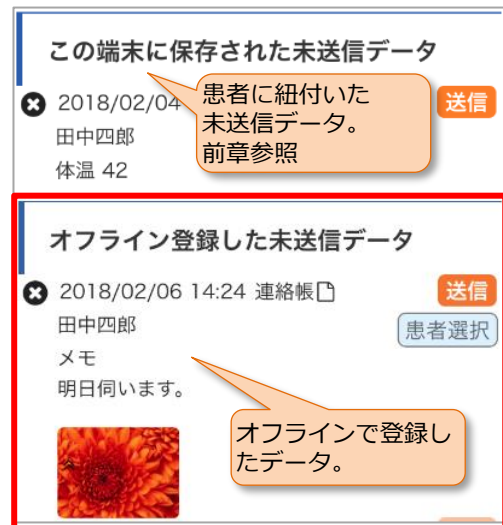 この端末に保存された未送信データ
2018/02/04
患者に紐付いた
未送信データ。
前章参照
送信
田中四郎
体温 42
オフライン登録した未送信データ
2018/02/06 14:24 連絡帳
送信
田中四郎
患者選択
メモ
明日伺います。
オフラインで登録し
たデータ。